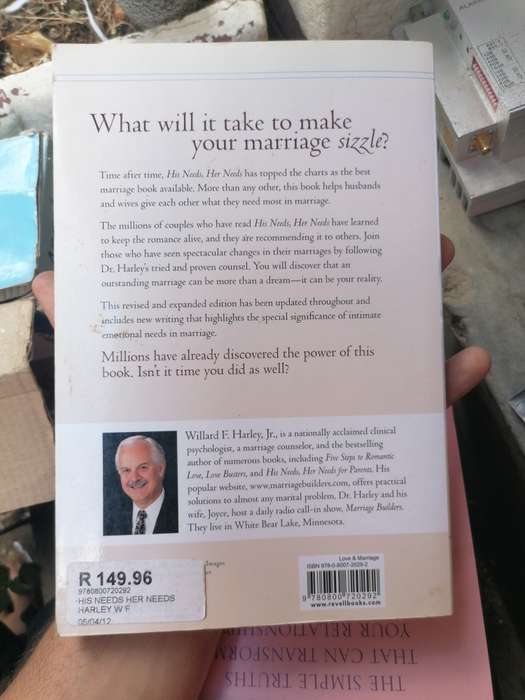 What will it take to make
your marriage sizzle?
Time after time, His Needs, Her Needs has topped the charts as the best
marriage book available. More than any other, this book helps husbands
and wives give each other what they need most in marriage.
The millions of couples who have read His Needs, Her Needs have learned
to keep the romance alive, and they are recommending it to others. Join
those who have seen spectacular changes in their marriages by following
Dr. Harley's tried and proven counsel. You will discover that an
outstanding marriage can be more than a dream—it can be your reality.
This revised and expanded edition has been updated throughout and
includes new writing that highlights the special significance of intimate
emotional needs in marriage.
Millions have already discovered the power of this
book. Isn't it time you did as well?
Willard F. Harley, Jr., is a nationally acclaimed clinical
psychologist, a marriage counselor, and the bestselling
author of numerous books, including Five Steps to Romantic
Love, Love Busters, and His Needs, Her Needs for Parents. His
popular website, www.marriagebuilders.com, offers practical
solutions to almost any marital problem. Dr. Harley and his
wife, Joyce, host a daily radio call-in show, Marriage Builders.
They live in White Bear Lake, Minnesota.
Images
R 149.96
9780800720292
HIS NEEDS HER NEEDS
HARLEY W F
05/04/12
Love & Marriage
ISBN 978-0-8007-2029-2
9 780800 720292
www.revellbooks.com
THE SIMPLE TRUTHS
THAT CAN TRANSFORM
YOUR RELATIONSHIP